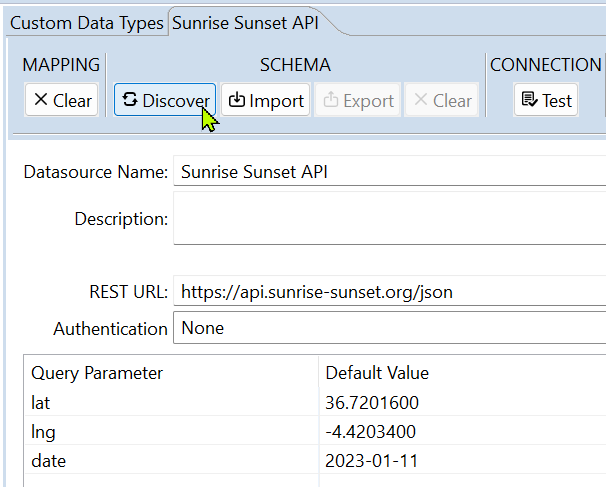 Custom Data Types Sunrise Sunset API
MAPPING SCHEMA CONNECTION
Clear Discover Import Export Clear Test
Datasource Name: Sunrise Sunset API
Description:
REST URL: https://api.sunrise-sunset.org/json
Authentication None
Query Parameter Default Value
lat 36.7201600
lng -4.4203400
date 2023-01-11